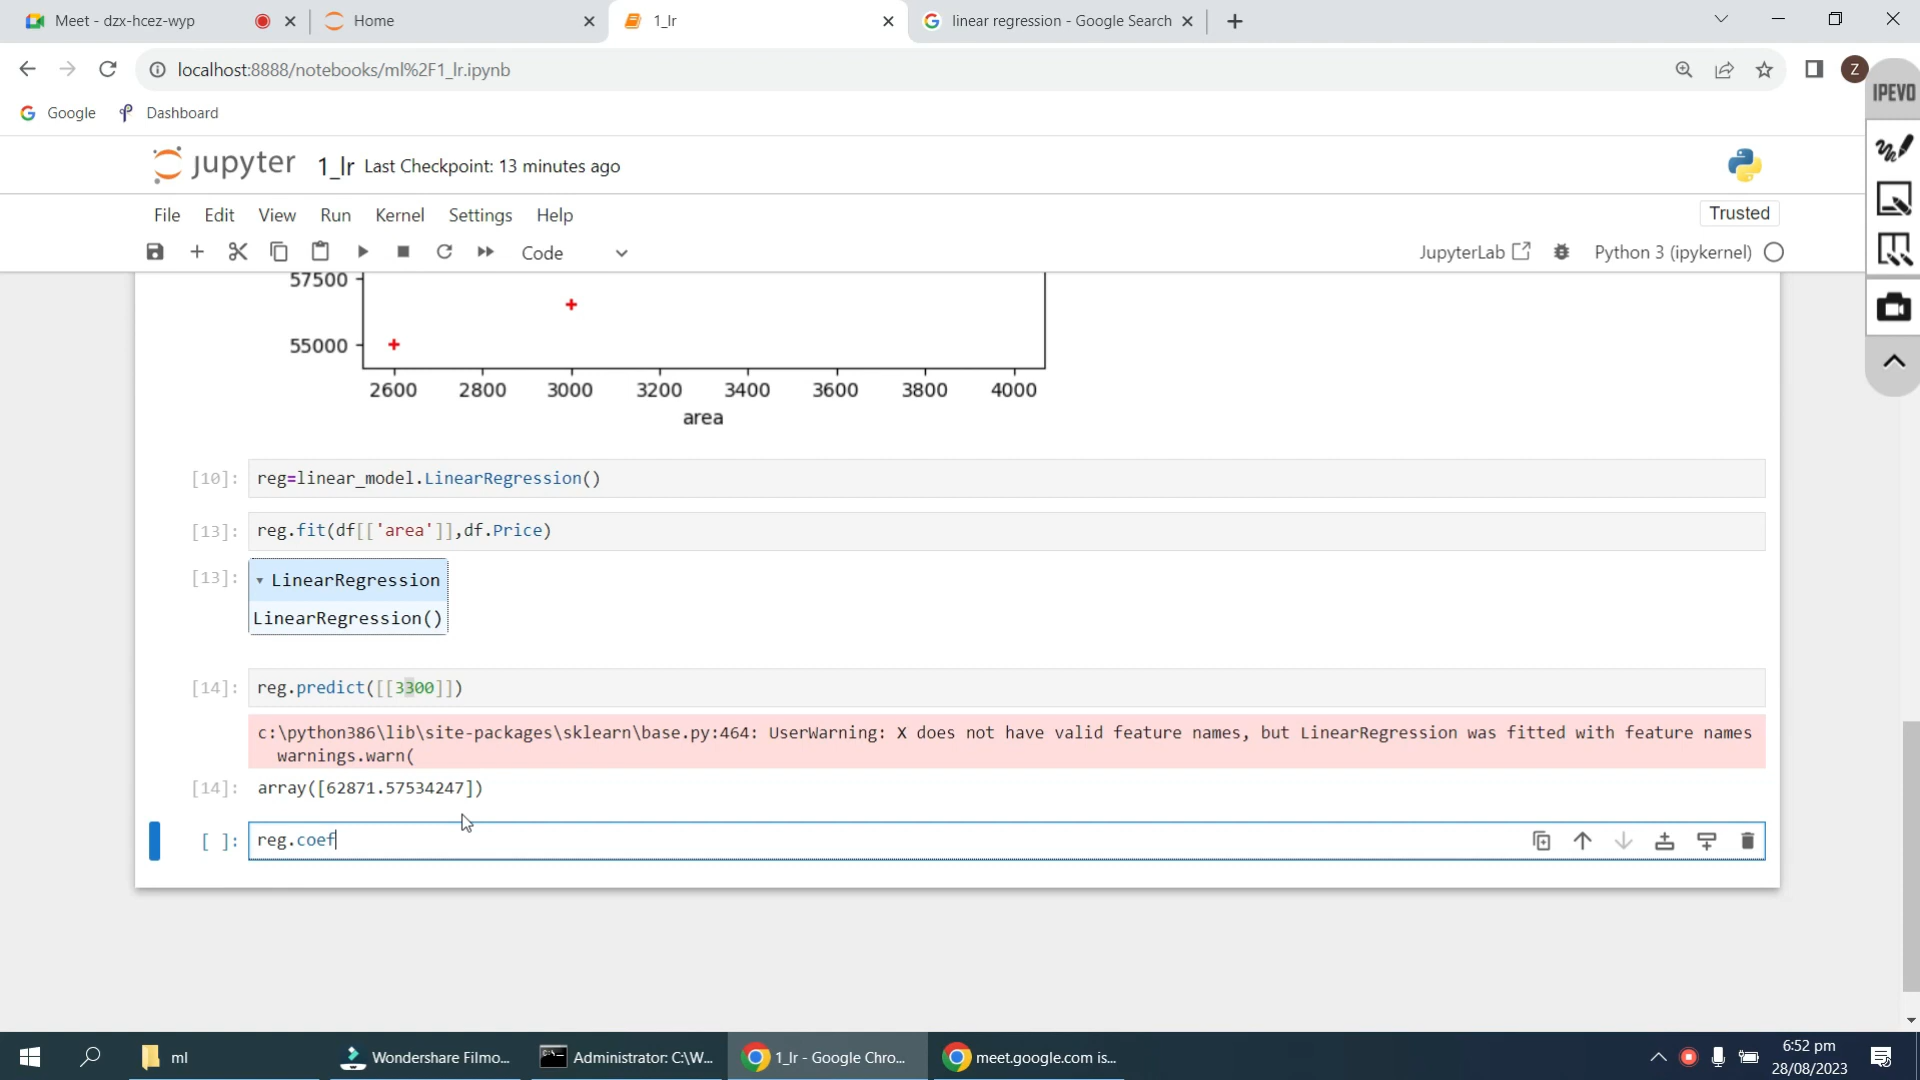 Meet - dzx-hcez-wyp
Home
1_lr
linear regression - Google Search
localhost:8888/notebooks/ml%2F1_lr.ipynb
Z
IPEVO
Google
Dashboard
jupyter 1_lr Last Checkpoint: 13 minutes ago
File Edit View Run Kernel Settings Help
Trusted
Code
JupyterLab
Python 3 (ipykernel)
57500
55000
2600 2800 3000 3200 3400 3600 3800 4000
area
[10]: reg=linear_model.LinearRegression()
[13]: reg.fit(df[['area']],df.Price)
[13]: LinearRegression
LinearRegression()
[14]: reg.predict([[3300]])
c:\python386\lib\site-packages\sklearn\base.py:464: UserWarning: X does not have valid feature names, but LinearRegression was fitted with feature names
warnings.warn(
[14]: array([62871.57534247])
[ ]: reg.coef
ml
Wondershare Filmo...
Administrator: C:\W...
1_lr - Google Chro...
meet.google.com is...
6:52 pm
28/08/2023